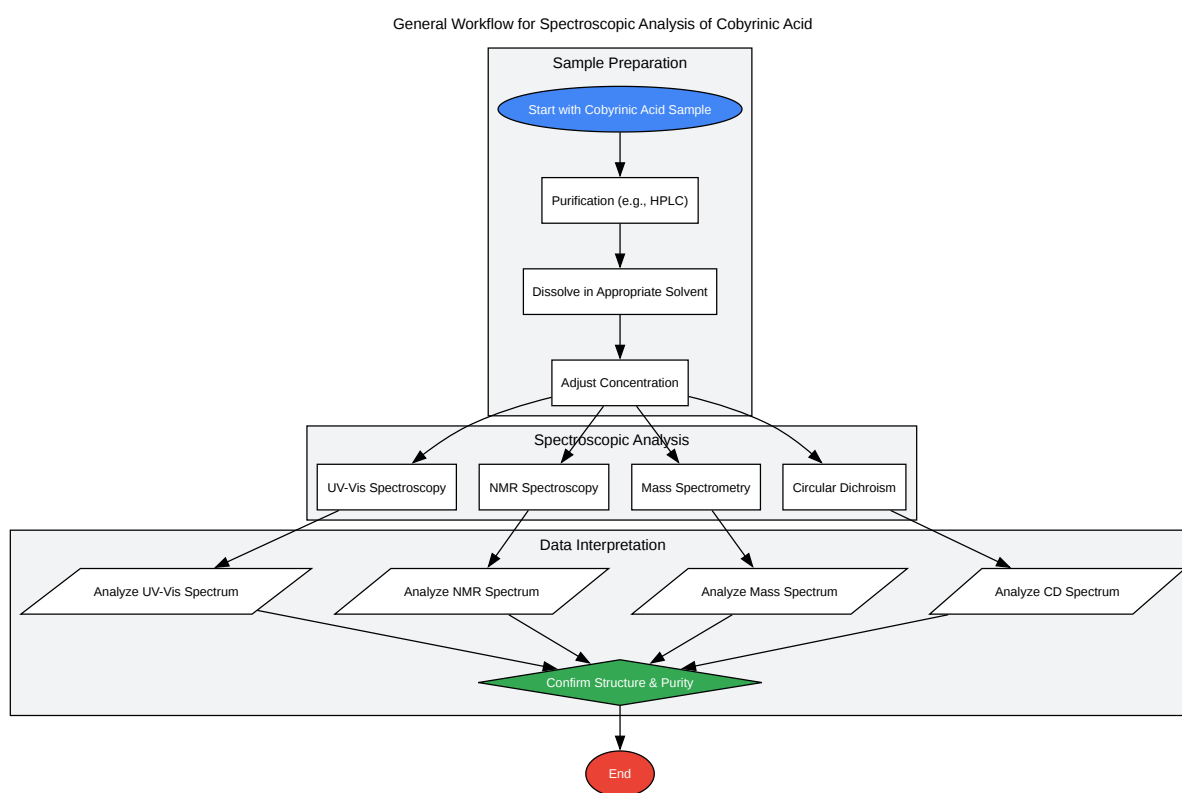 General Workflow for Spectroscopic Analysis of Cobyrinic Acid
Sample Preparation
Start with Cobyrinic Acid Sample
Purification (e.g., HPLC)
Dissolve in Appropriate Solvent
Adjust Concentration
Spectroscopic Analysis
UV-Vis Spectroscopy
NMR Spectroscopy
Mass Spectrometry
Circular Dichroism
Data Interpretation
Analyze UV-Vis Spectrum
Analyze NMR Spectrum
Analyze Mass Spectrum
Analyze CD Spectrum
Confirm Structure & Purity
End